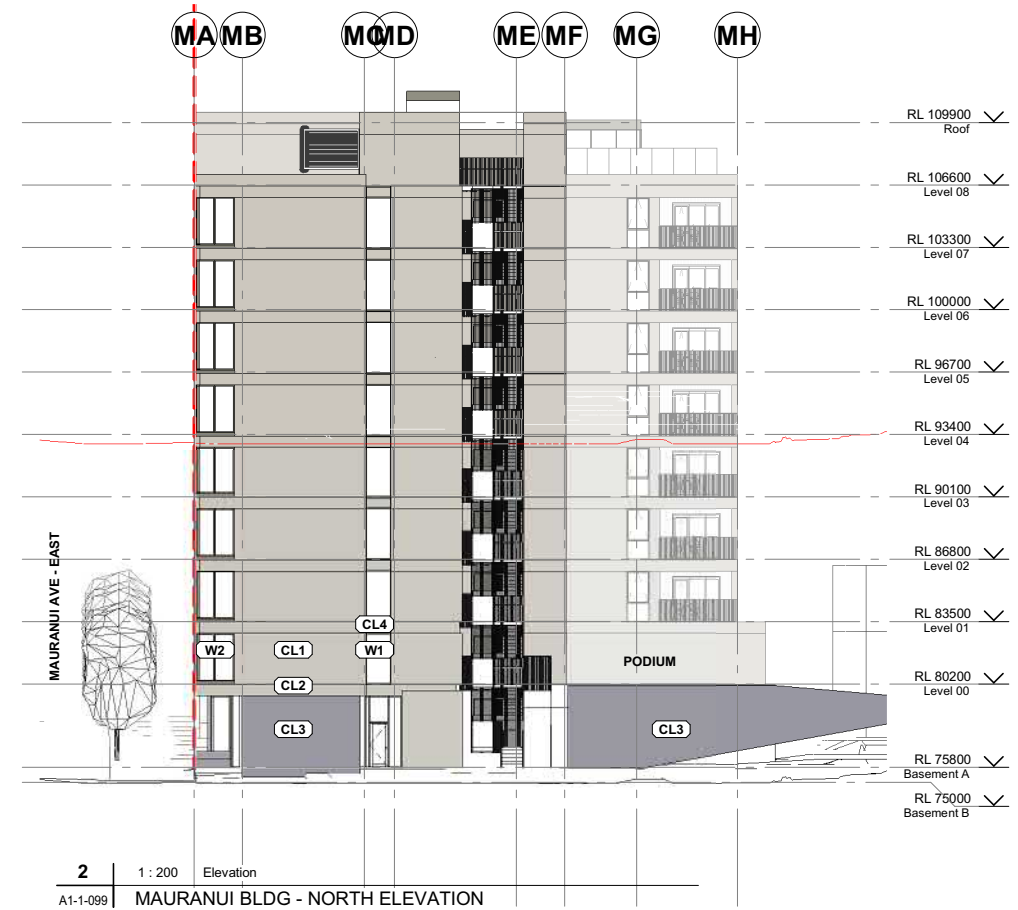 MA MB MC MD ME MF MG MH
RL 109900
Roof
RL 106600
Level 08
RL 103300
Level 07
RL 100000
Level 06
RL 96700
Level 05
RL 93400
Level 04
RL 90100
Level 03
RL 86800
Level 02
RL 83500
Level 01
RL 80200
Level 00
RL 75800
Basement A
RL 75000
Basement B
MAURANUI AVE - EAST
CL4
W2 CL1 W1
PODIUM
CL2
CL3 CL3
2 1 : 200 Elevation
A1-1-099 MAURANUI BLDG - NORTH ELEVATION